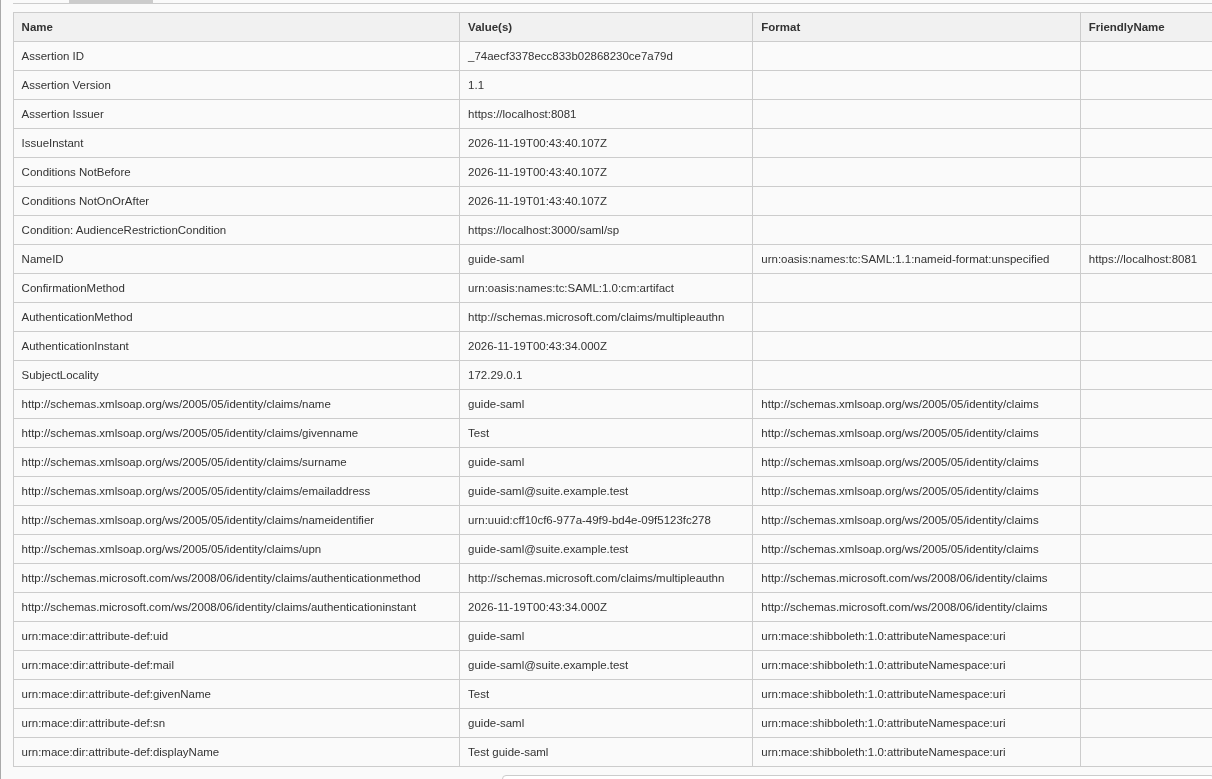 Name Value(s) Format FriendlyName
Assertion ID _74aecf3378ecc833b02868230ce7a79d
Assertion Version 1.1
Assertion Issuer https://localhost:8081
IssueInstant 2026-11-19T00:43:40.107Z
Conditions NotBefore 2026-11-19T00:43:40.107Z
Conditions NotOnOrAfter 2026-11-19T01:43:40.107Z
Condition: AudienceRestrictionCondition https://localhost:3000/saml/sp
NameID guide-saml urn:oasis:names:tc:SAML:1.1:nameid-format:unspecified https://localhost:8081
ConfirmationMethod urn:oasis:names:tc:SAML:1.0:cm:artifact
AuthenticationMethod http://schemas.microsoft.com/claims/multipleauthn
AuthenticationInstant 2026-11-19T00:43:34.000Z
SubjectLocality 172.29.0.1
http://schemas.xmlsoap.org/ws/2005/05/identity/claims/name guide-saml http://schemas.xmlsoap.org/ws/2005/05/identity/claims
http://schemas.xmlsoap.org/ws/2005/05/identity/claims/givenname Test http://schemas.xmlsoap.org/ws/2005/05/identity/claims
http://schemas.xmlsoap.org/ws/2005/05/identity/claims/surname guide-saml http://schemas.xmlsoap.org/ws/2005/05/identity/claims
http://schemas.xmlsoap.org/ws/2005/05/identity/claims/emailaddress guide-saml@suite.example.test http://schemas.xmlsoap.org/ws/2005/05/identity/claims
http://schemas.xmlsoap.org/ws/2005/05/identity/claims/nameidentifier urn:uuid:cff10cf6-977a-49f9-bd4e-09f5123fc278 http://schemas.xmlsoap.org/ws/2005/05/identity/claims
http://schemas.xmlsoap.org/ws/2005/05/identity/claims/upn guide-saml@suite.example.test http://schemas.xmlsoap.org/ws/2005/05/identity/claims
http://schemas.microsoft.com/ws/2008/06/identity/claims/authenticationmethod http://schemas.microsoft.com/claims/multipleauthn http://schemas.microsoft.com/ws/2008/06/identity/claims
http://schemas.microsoft.com/ws/2008/06/identity/claims/authenticationinstant 2026-11-19T00:43:34.000Z http://schemas.microsoft.com/ws/2008/06/identity/claims
urn:mace:dir:attribute-def:uid guide-saml urn:mace:shibboleth:1.0:attributeNamespace:uri
urn:mace:dir:attribute-def:mail guide-saml@suite.example.test urn:mace:shibboleth:1.0:attributeNamespace:uri
urn:mace:dir:attribute-def:givenName Test urn:mace:shibboleth:1.0:attributeNamespace:uri
urn:mace:dir:attribute-def:sn guide-saml urn:mace:shibboleth:1.0:attributeNamespace:uri
urn:mace:dir:attribute-def:displayName Test guide-saml urn:mace:shibboleth:1.0:attributeNamespace:uri